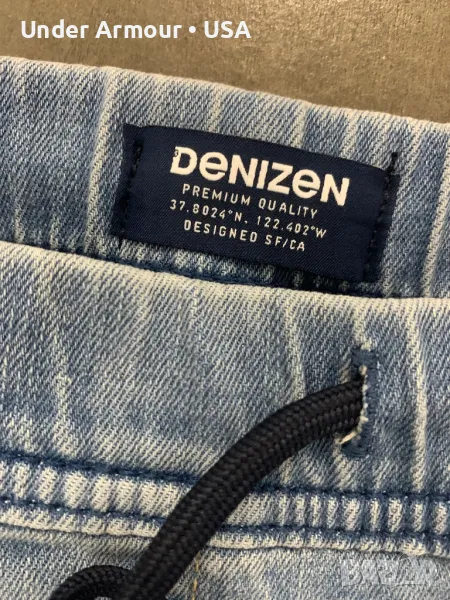 Under Armour • USA
DENIZEN
PREMIUM QUALITY
37.8024°N, 122.402°W
DESIGNED SF/CA